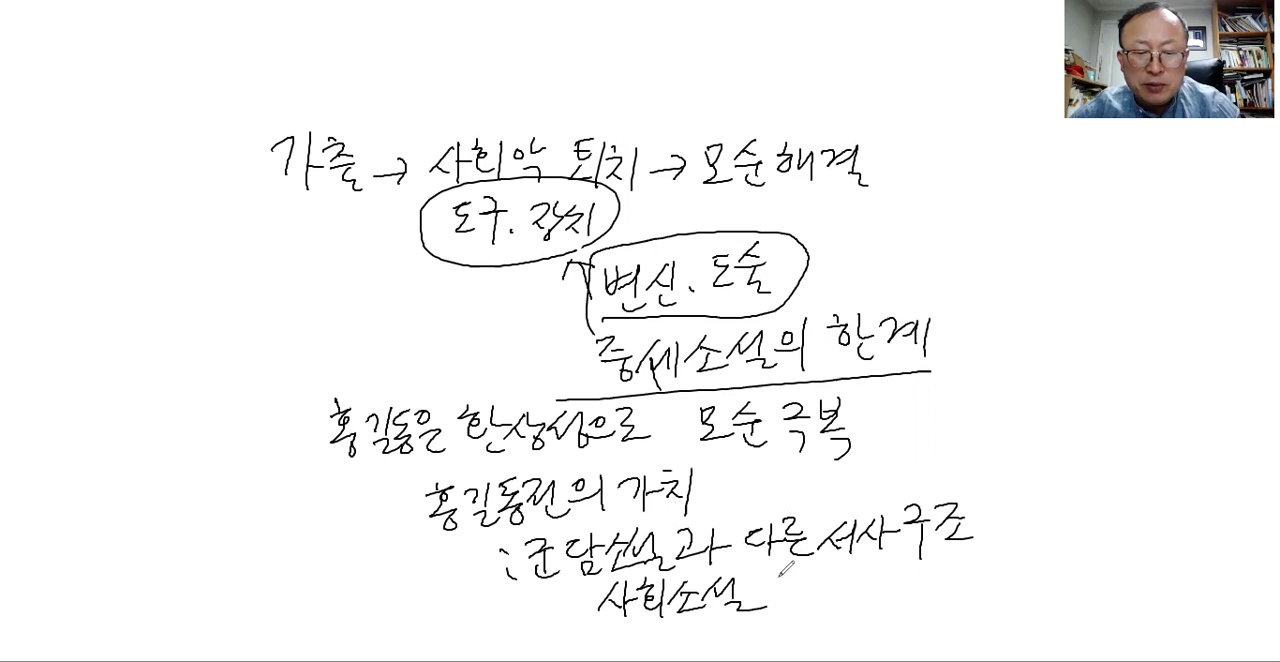 가출 → 사회악 퇴치 → 모순해결
도구. 장치
변신. 도술
중세소설의 한계
홍길동은 환상성으로 모순 극복
홍길동전의 가치
: 군담소설과 다른 서사구조
사회소설